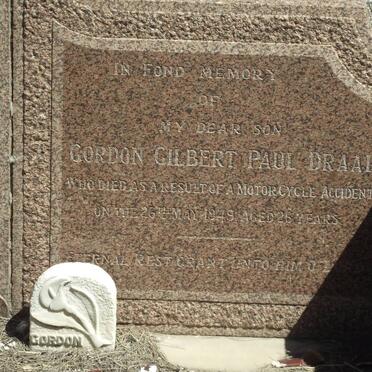 IN FOND MEMORY
OF
MY DEAR SON
GORDON GILBERT PAUL DRAAI
WHO DIED AS A RESULT OF A MOTOR CYCLE ACCIDENT
ON THE 26TH MAY 1949 AGED 26 YEARS
ERNAL REST GRANT UNTO HIM O
GORDON